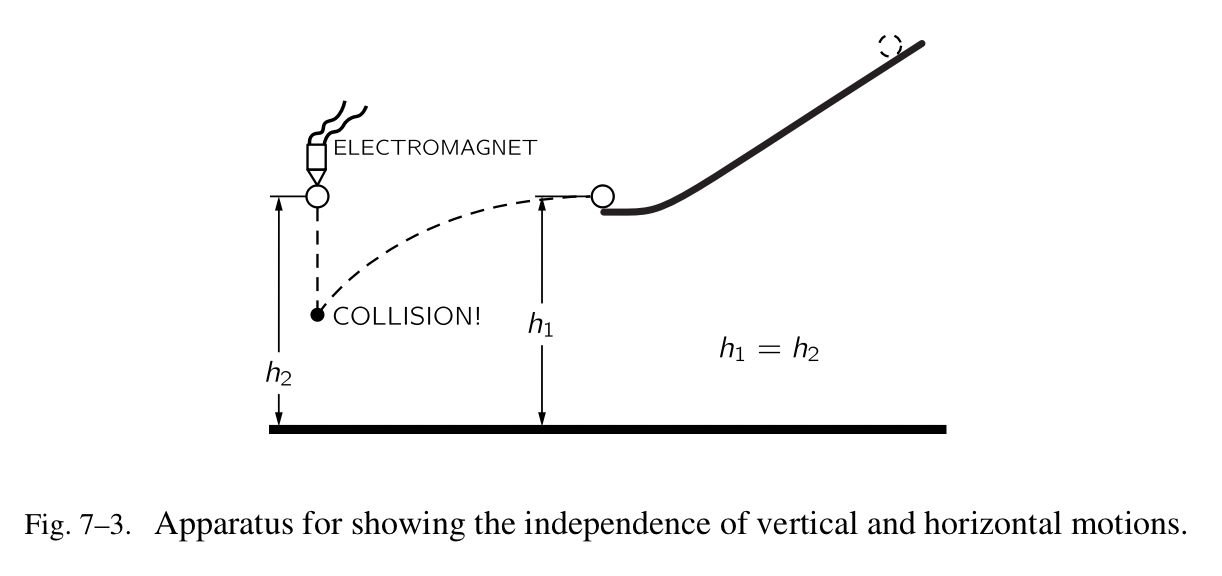 ELECTROMAGNET
COLLISION!
h1
h1 = h2
h2
Fig. 7–3. Apparatus for showing the independence of vertical and horizontal motions.